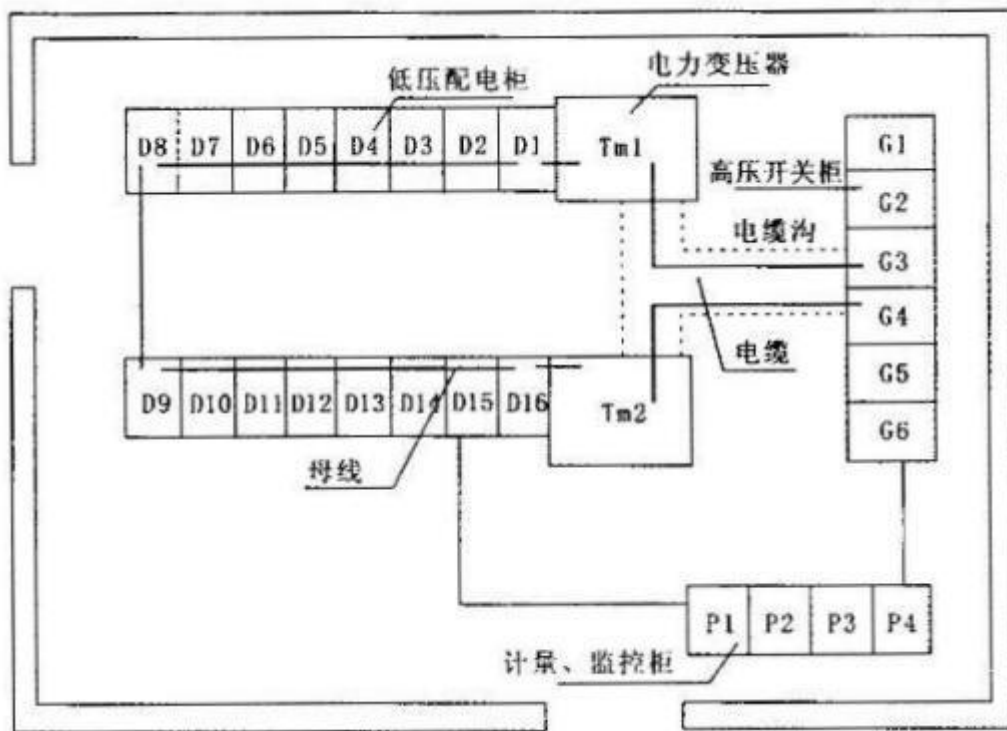 低压配电柜
电力变压器
D8 D7 D6 D5 D4 D3 D2 D1 Tm1
G1
高压开关柜
G2
电缆沟
G3
G4
电缆
D9 D10 D11 D12 D13 D14 D15 D16 Tm2
G5
G6
母线
P1 P2 P3 P4
计量、监控柜